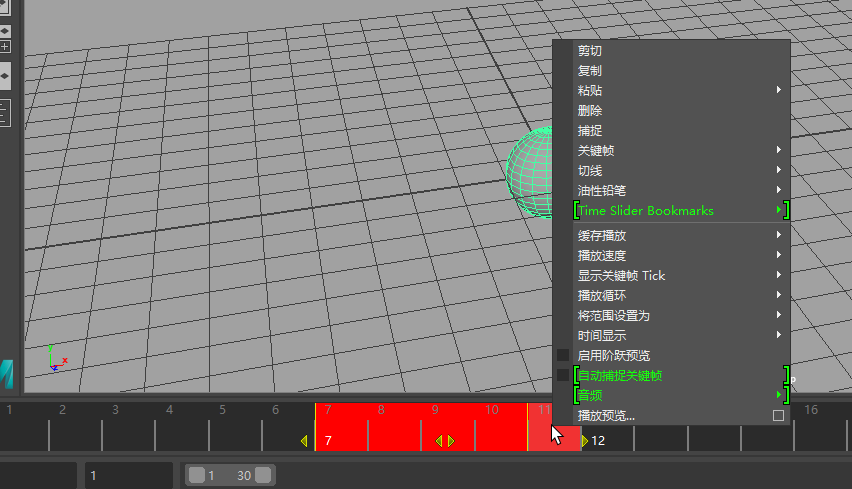 剪切
复制
粘贴
删除
捕捉
关键帧
切线
油性铅笔
Time Slider Bookmarks
缓存播放
播放速度
显示关键帧 Tick
播放循环
将范围设置为
时间显示
启用阶跃预览
自动捕捉关键帧
音频
播放预览...
p
Y
x
z
1 2 3 4 5 6 7 8 9 10 11 16
7 12
1 1 30